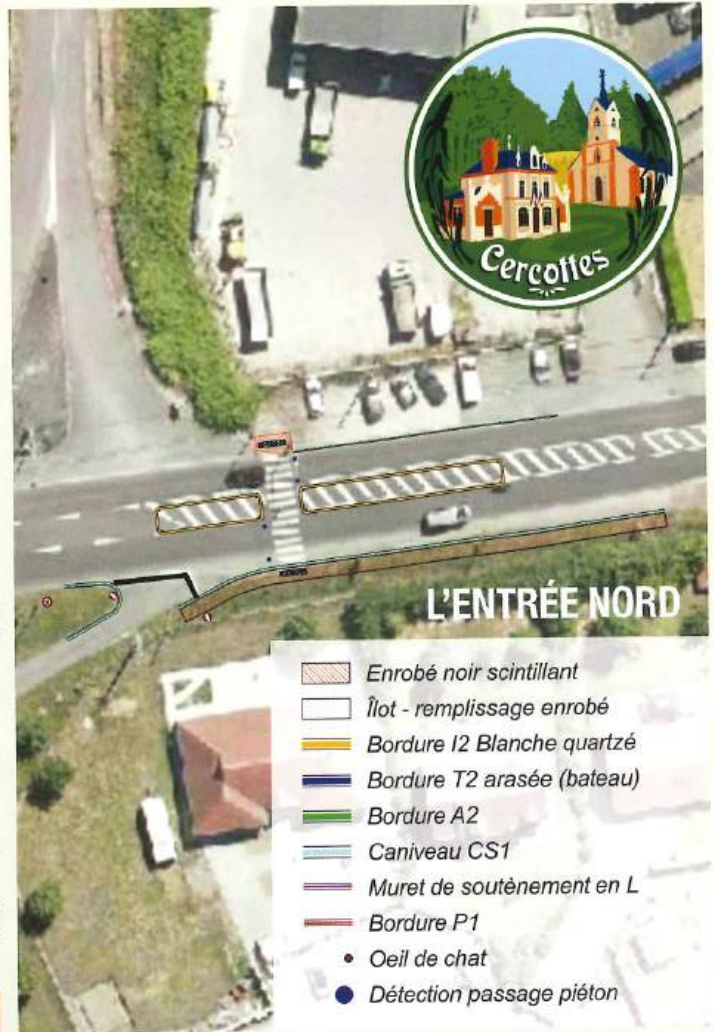 Cercottes
L'ENTRÉE NORD
Enrobé noir scintillant
Îlot - remplissage enrobé
Bordure I2 Blanche quartzé
Bordure T2 arasée (bateau)
Bordure A2
Caniveau CS1
Muret de soutènement en L
Bordure P1
Oeil de chat
Détection passage piéton